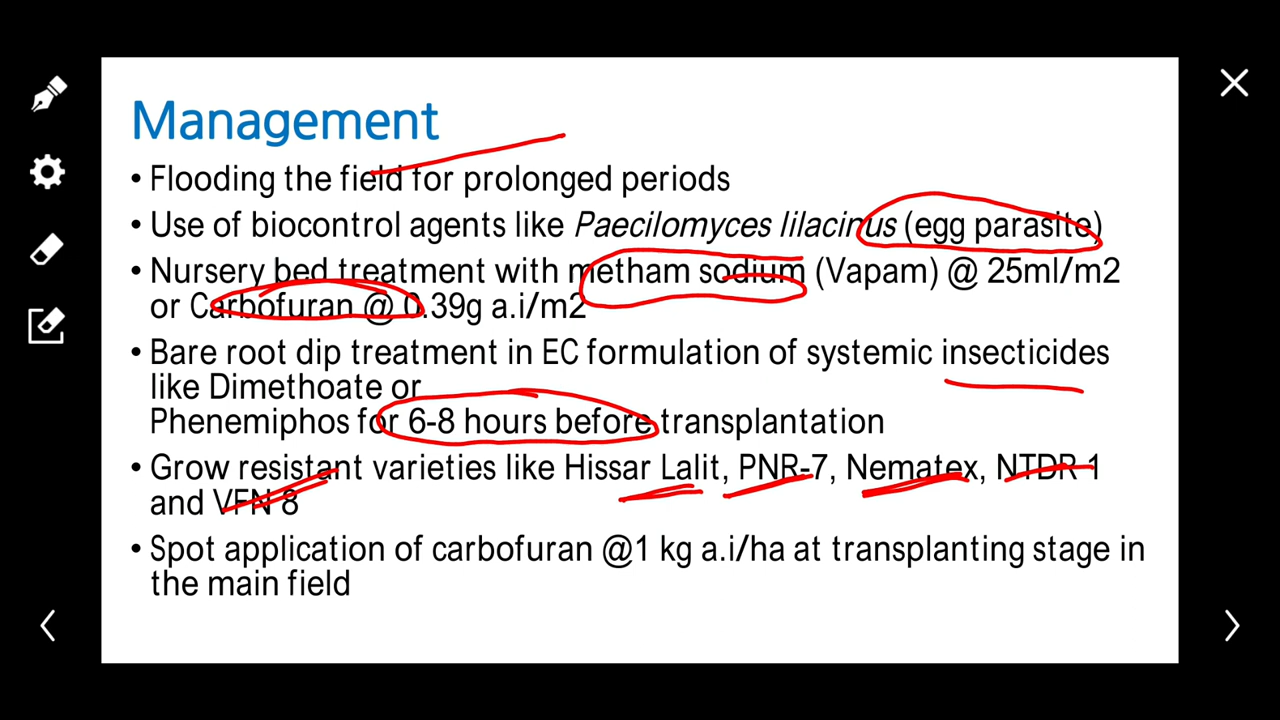 Management
• Flooding the field for prolonged periods
• Use of biocontrol agents like Paecilomyces lilacinus (egg parasite)
• Nursery bed treatment with metham sodium (Vapam) @ 25ml/m2
or Carbofuran @ 0.39g a.i/m2
• Bare root dip treatment in EC formulation of systemic insecticides
like Dimethoate or
Phenemiphos for 6-8 hours before transplantation
• Grow resistant varieties like Hissar Lalit, PNR-7, Nematex, NTDR 1
and VFN 8
• Spot application of carbofuran @1 kg a.i/ha at transplanting stage in
the main field